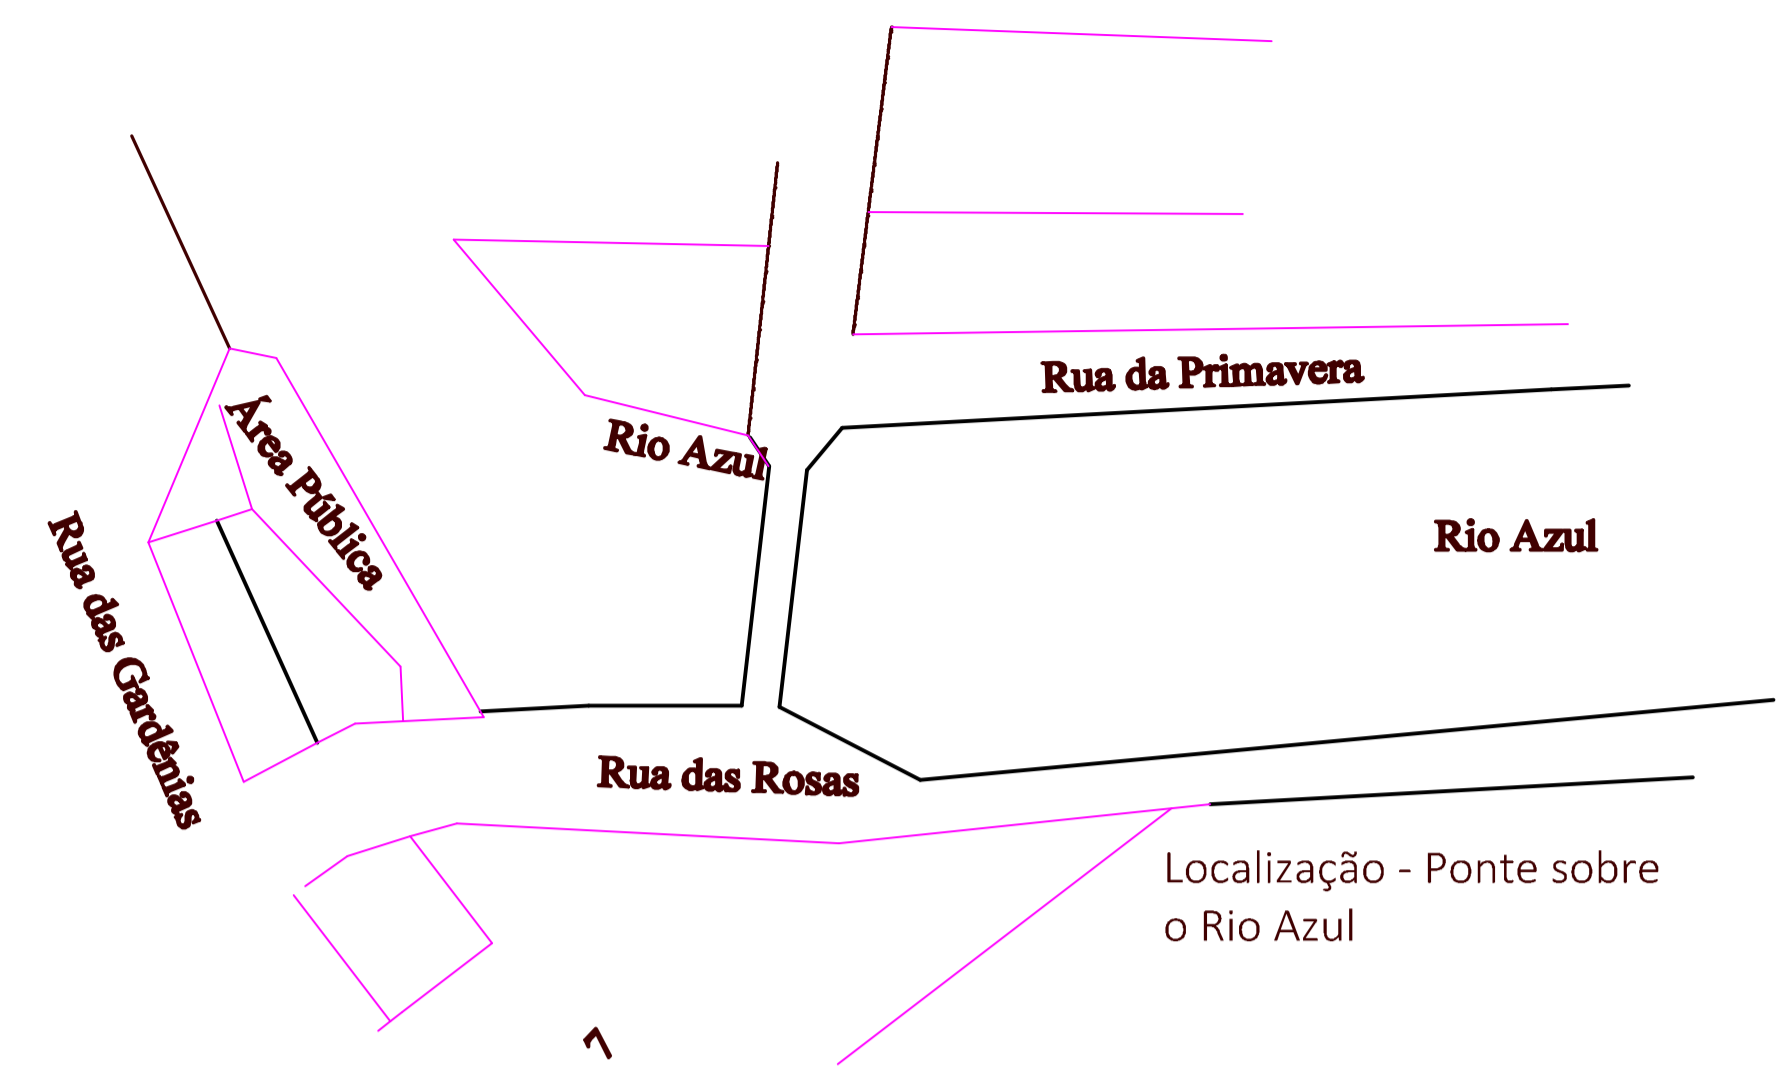 Rua da Primavera
Área Pública
Rio Azul
Rio Azul
Rua das Gardênias
Rua das Rosas
Localização - Ponte sobre
o Rio Azul
7